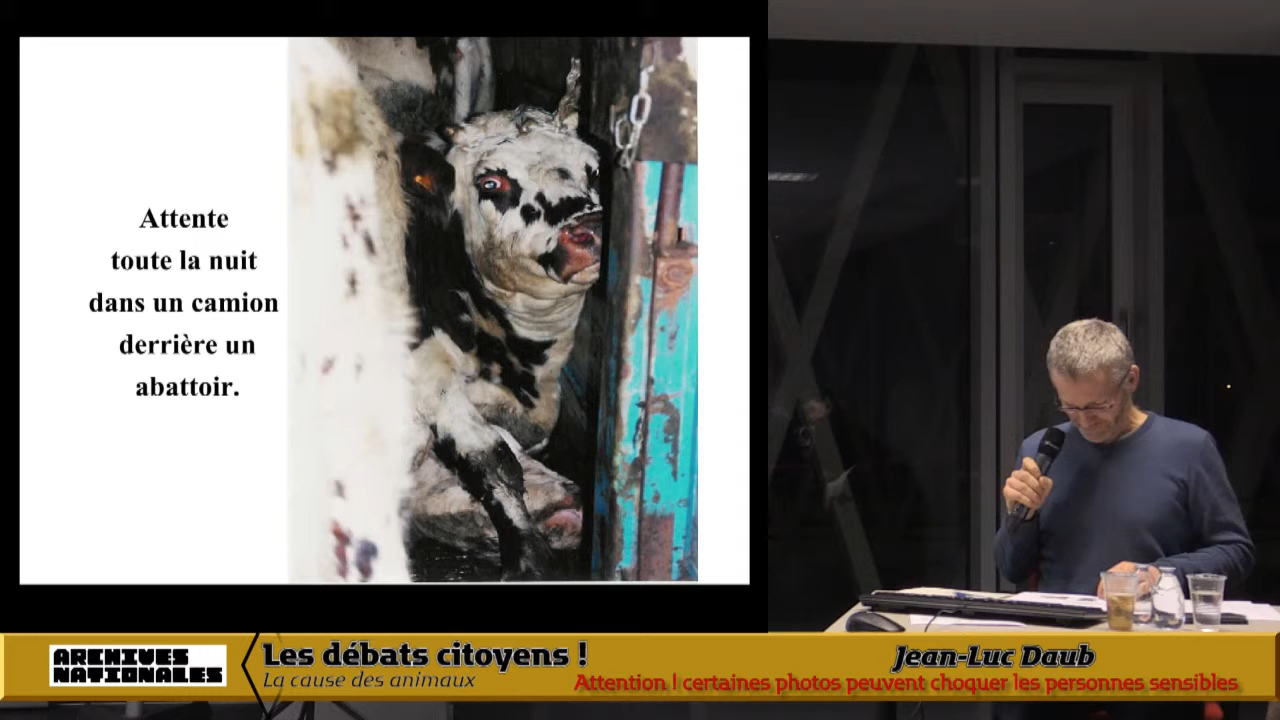 Attente
toute la nuit
dans un camion
derrière un
abattoir.
ARCHIVES
NATIONALES
Les débats citoyens !
La cause des animaux
Jean-Luc Daub
Attention ! certaines photos peuvent choquer les personnes sensibles